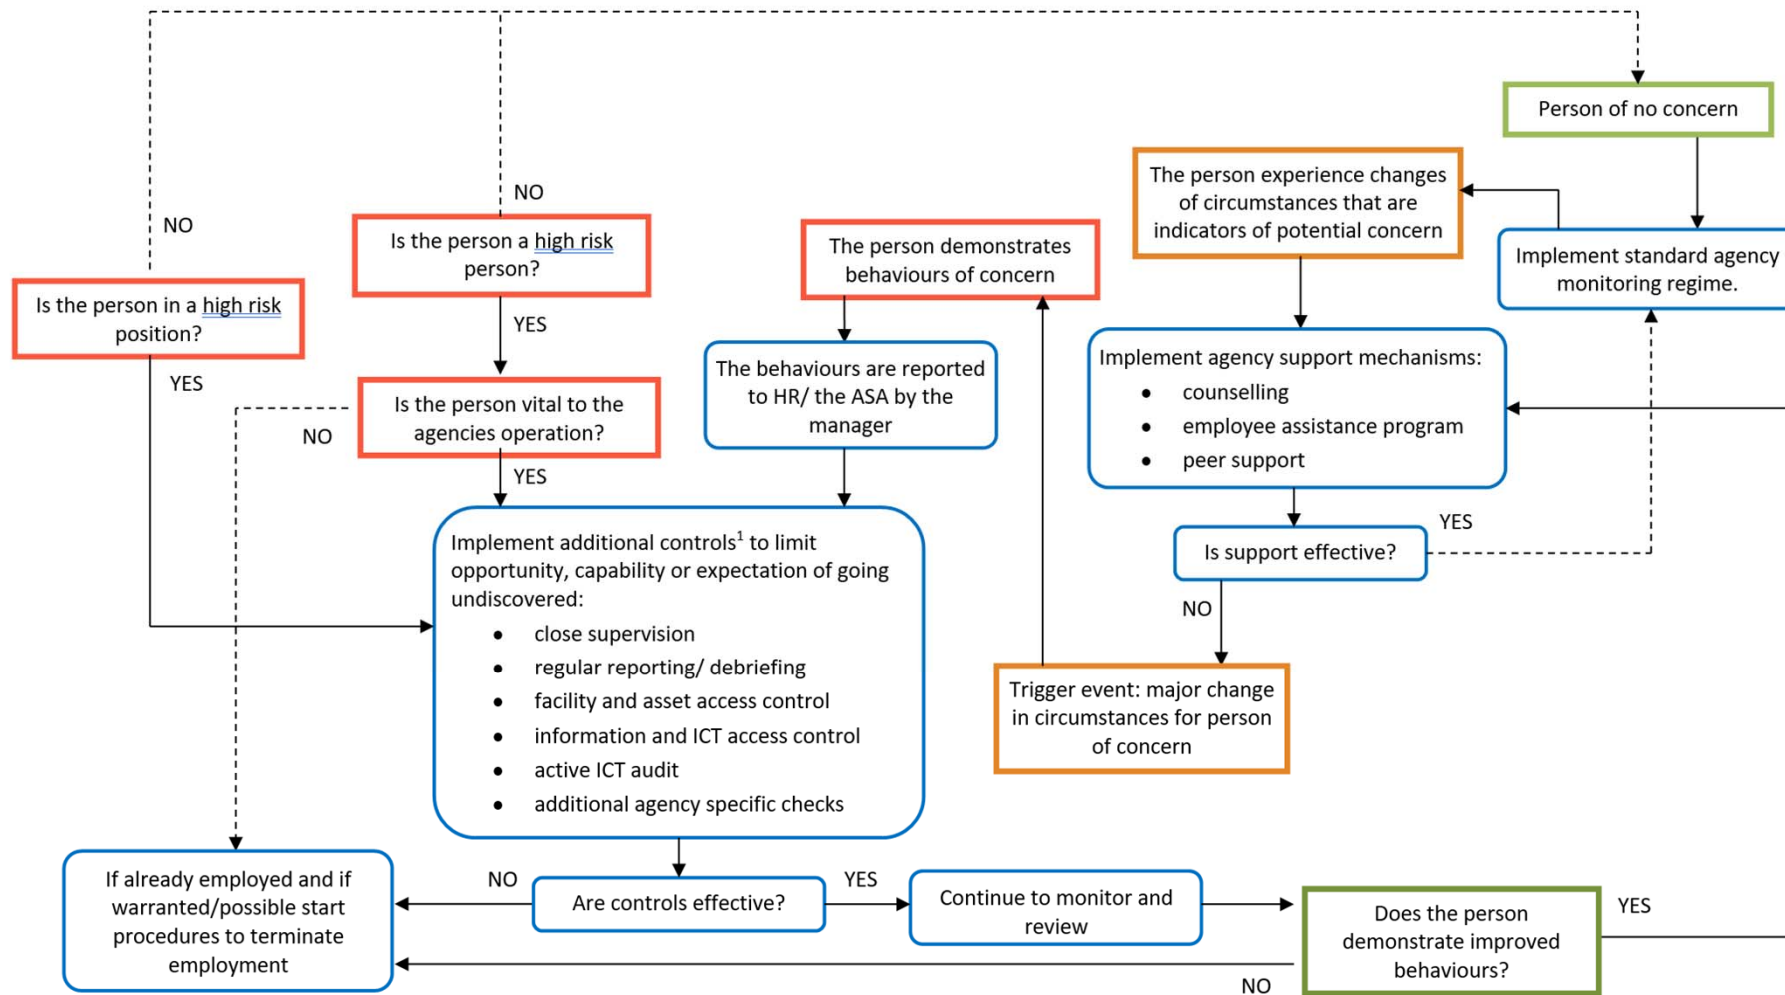 Person of no concern
NO
The person experience changes
of circumstances that are
indicators of potential concern
NO
Is the person a high risk
person?
The person demonstrates
behaviours of concern
Implement standard agency
monitoring regime.
Is the person in a high risk
position?
YES
YES
The behaviours are reported
to HR/ the ASA by the
manager
Implement agency support mechanisms:
• counselling
• employee assistance program
• peer support
Is the person vital to the
agencies operation?
NO
YES
Implement additional controls¹ to limit
opportunity, capability or expectation of going
undiscovered:
• close supervision
• regular reporting/ debriefing
• facility and asset access control
• information and ICT access control
• active ICT audit
• additional agency specific checks
YES
Is support effective?
NO
Trigger event: major change
in circumstances for person
of concern
If already employed and if
warranted/possible start
procedures to terminate
employment
NO
Are controls effective?
YES
Continue to monitor and
review
Does the person
demonstrate improved
behaviours?
YES
NO